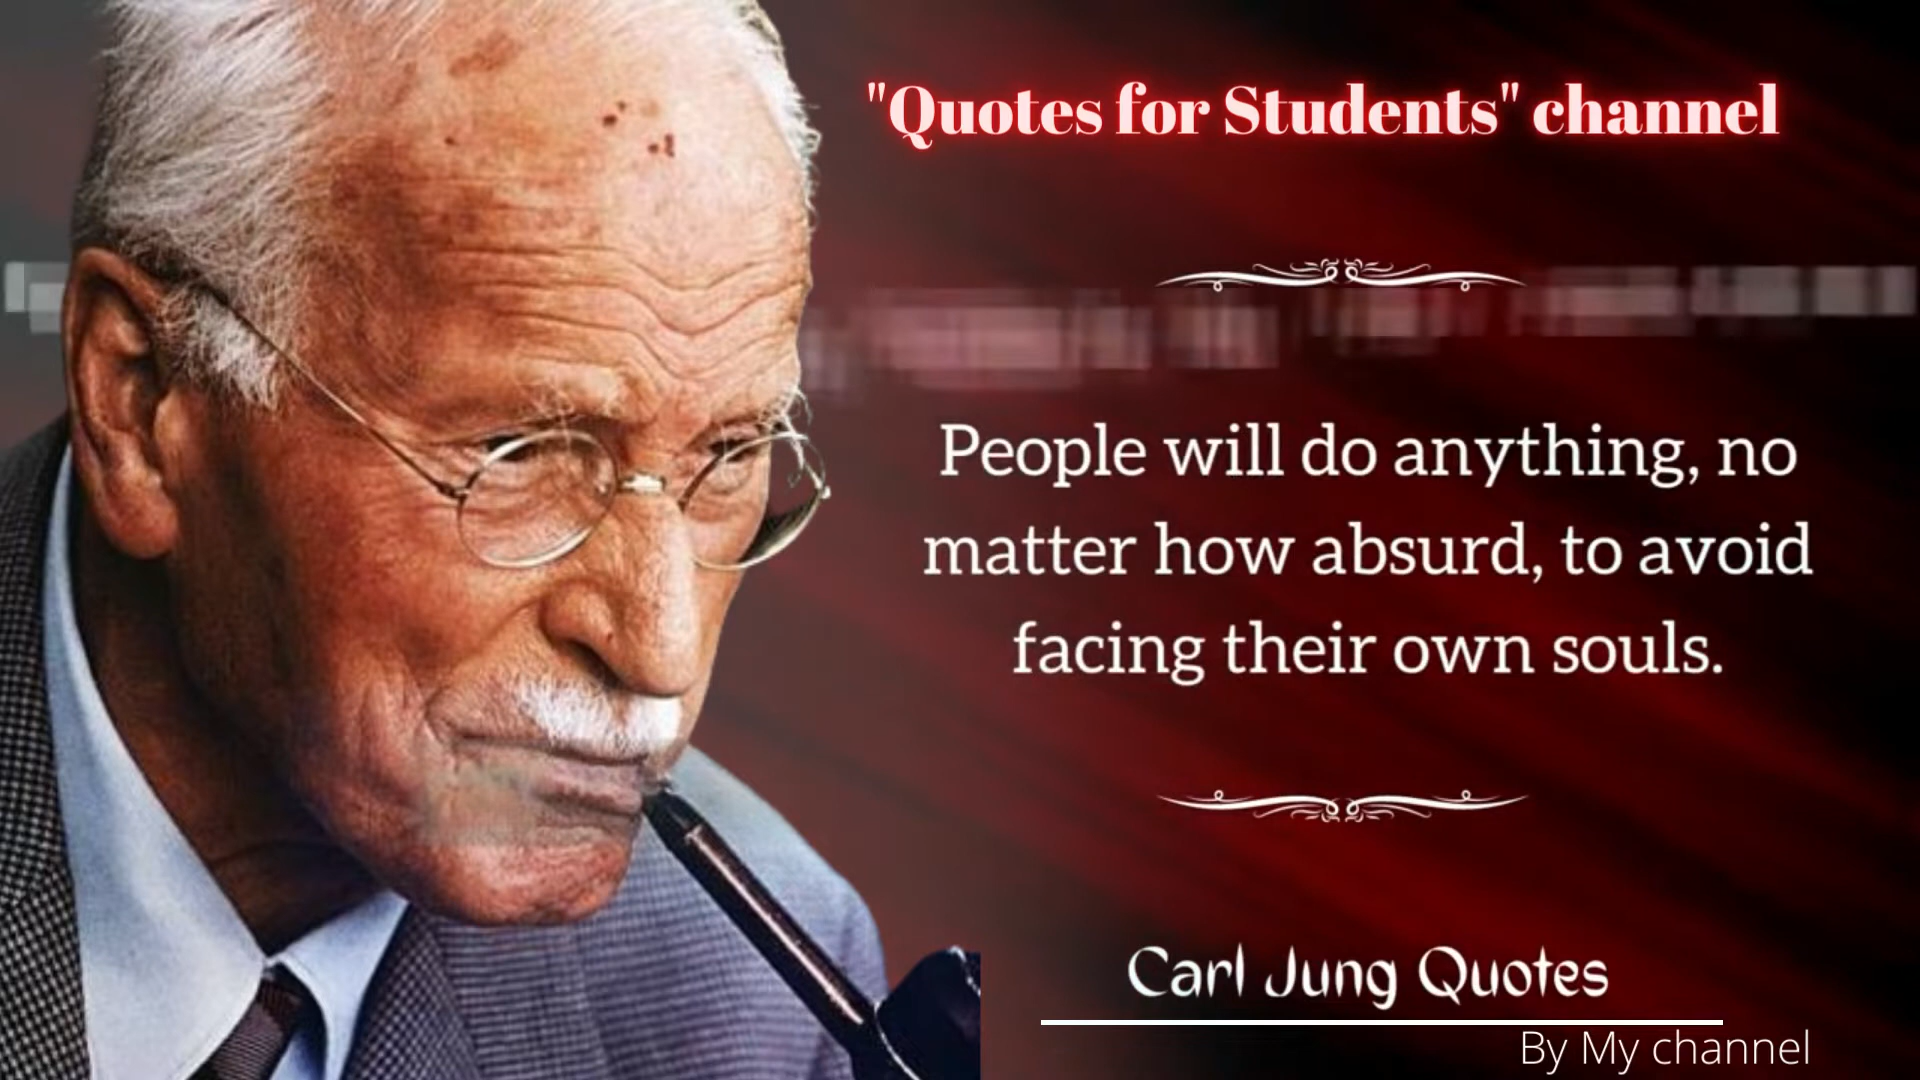 "Quotes for Students" channel
People will do anything, no
matter how absurd, to avoid
facing their own souls.
Carl Jung Quotes
By My channel